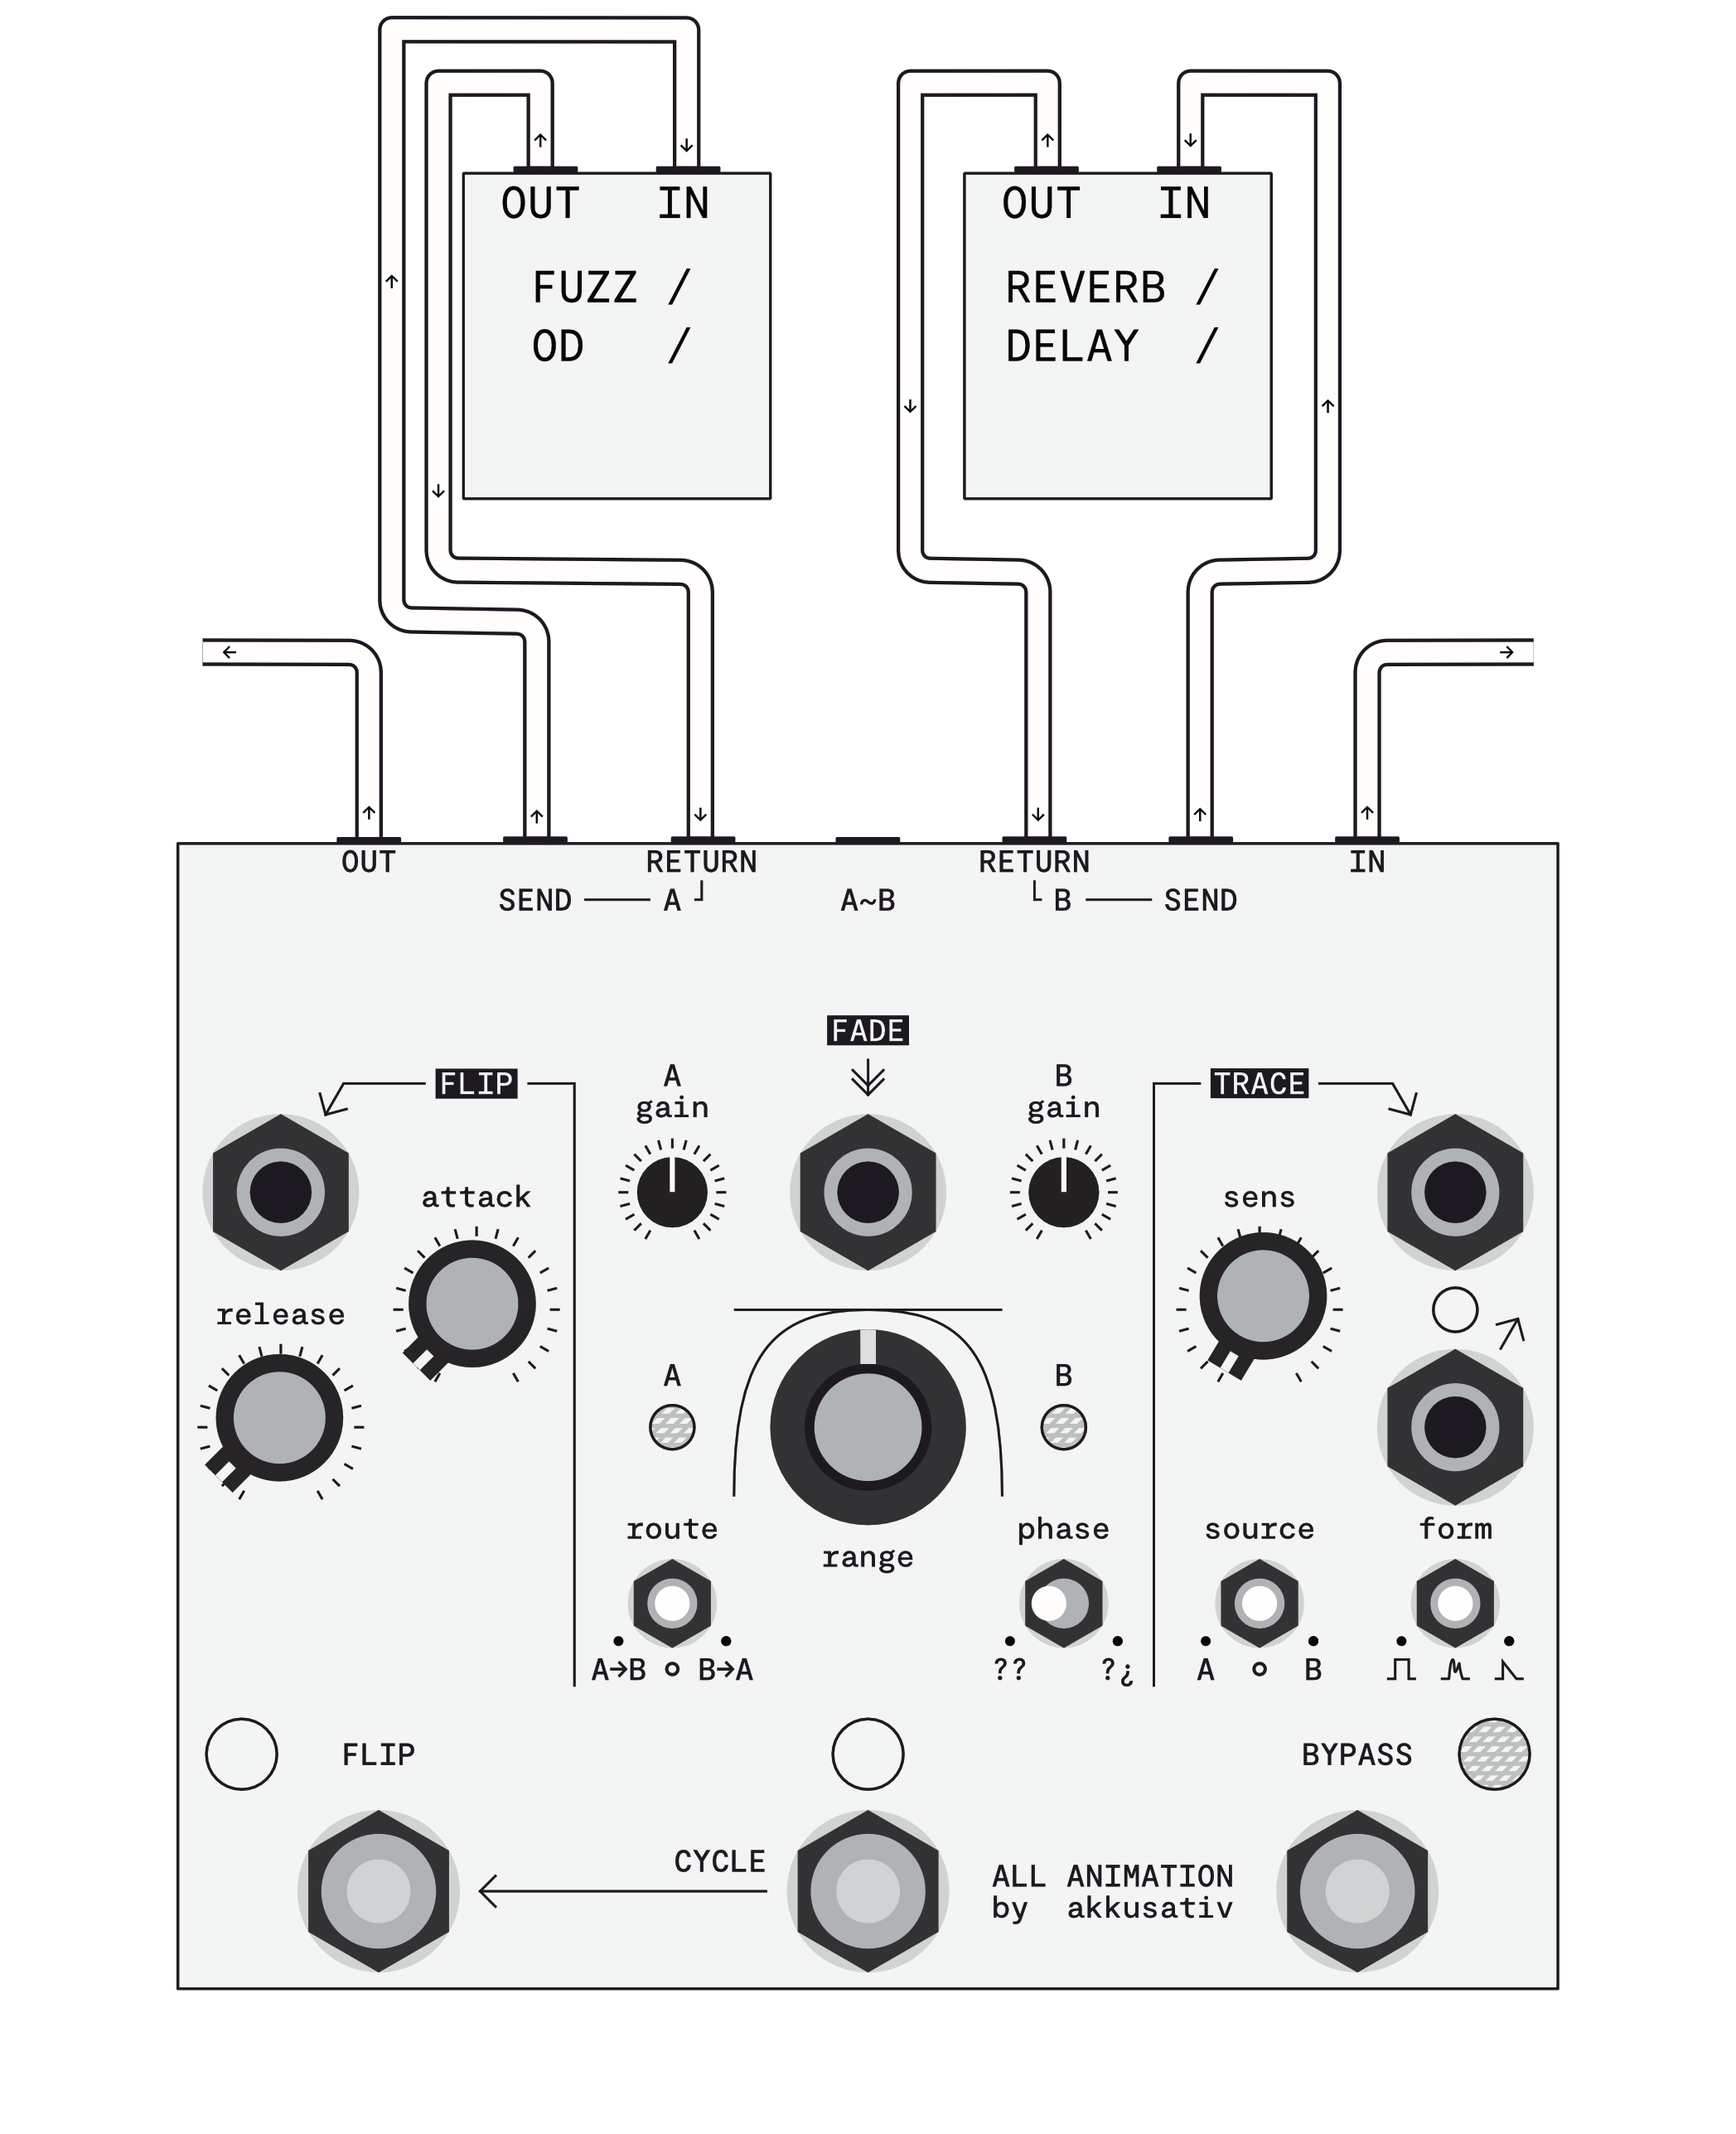 OUT IN
FUZZ /
OD /
OUT IN
REVERB /
DELAY /
OUT RETURN RETURN IN
SEND A A~B B SEND
FADE
FLIP
A
gain
B
gain
TRACE
attack
sens
release
A
B
route
range
phase
source
form
A→B B→A
?? ?¿
A B
FLIP
BYPASS
CYCLE
ALL ANIMATION
by akkusativ